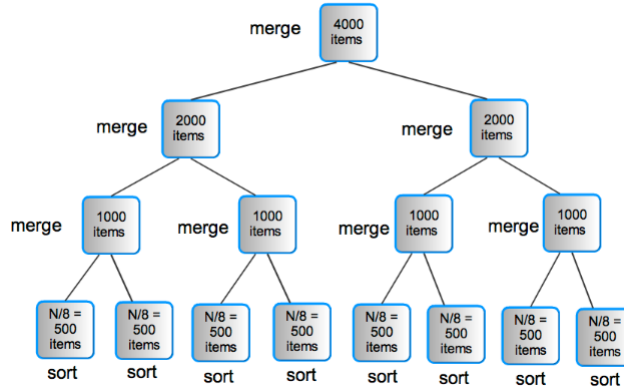 merge
4000
items
merge
2000
items
merge
2000
items
merge
1000
items
merge
1000
items
merge
1000
items
merge
1000
items
N/8 =
500
items
N/8 =
500
items
N/8 =
500
items
N/8 =
500
items
N/8 =
500
items
N/8 =
500
items
N/8 =
500
items
N/8 =
500
items
sort
sort
sort
sort
sort
sort
sort
sort